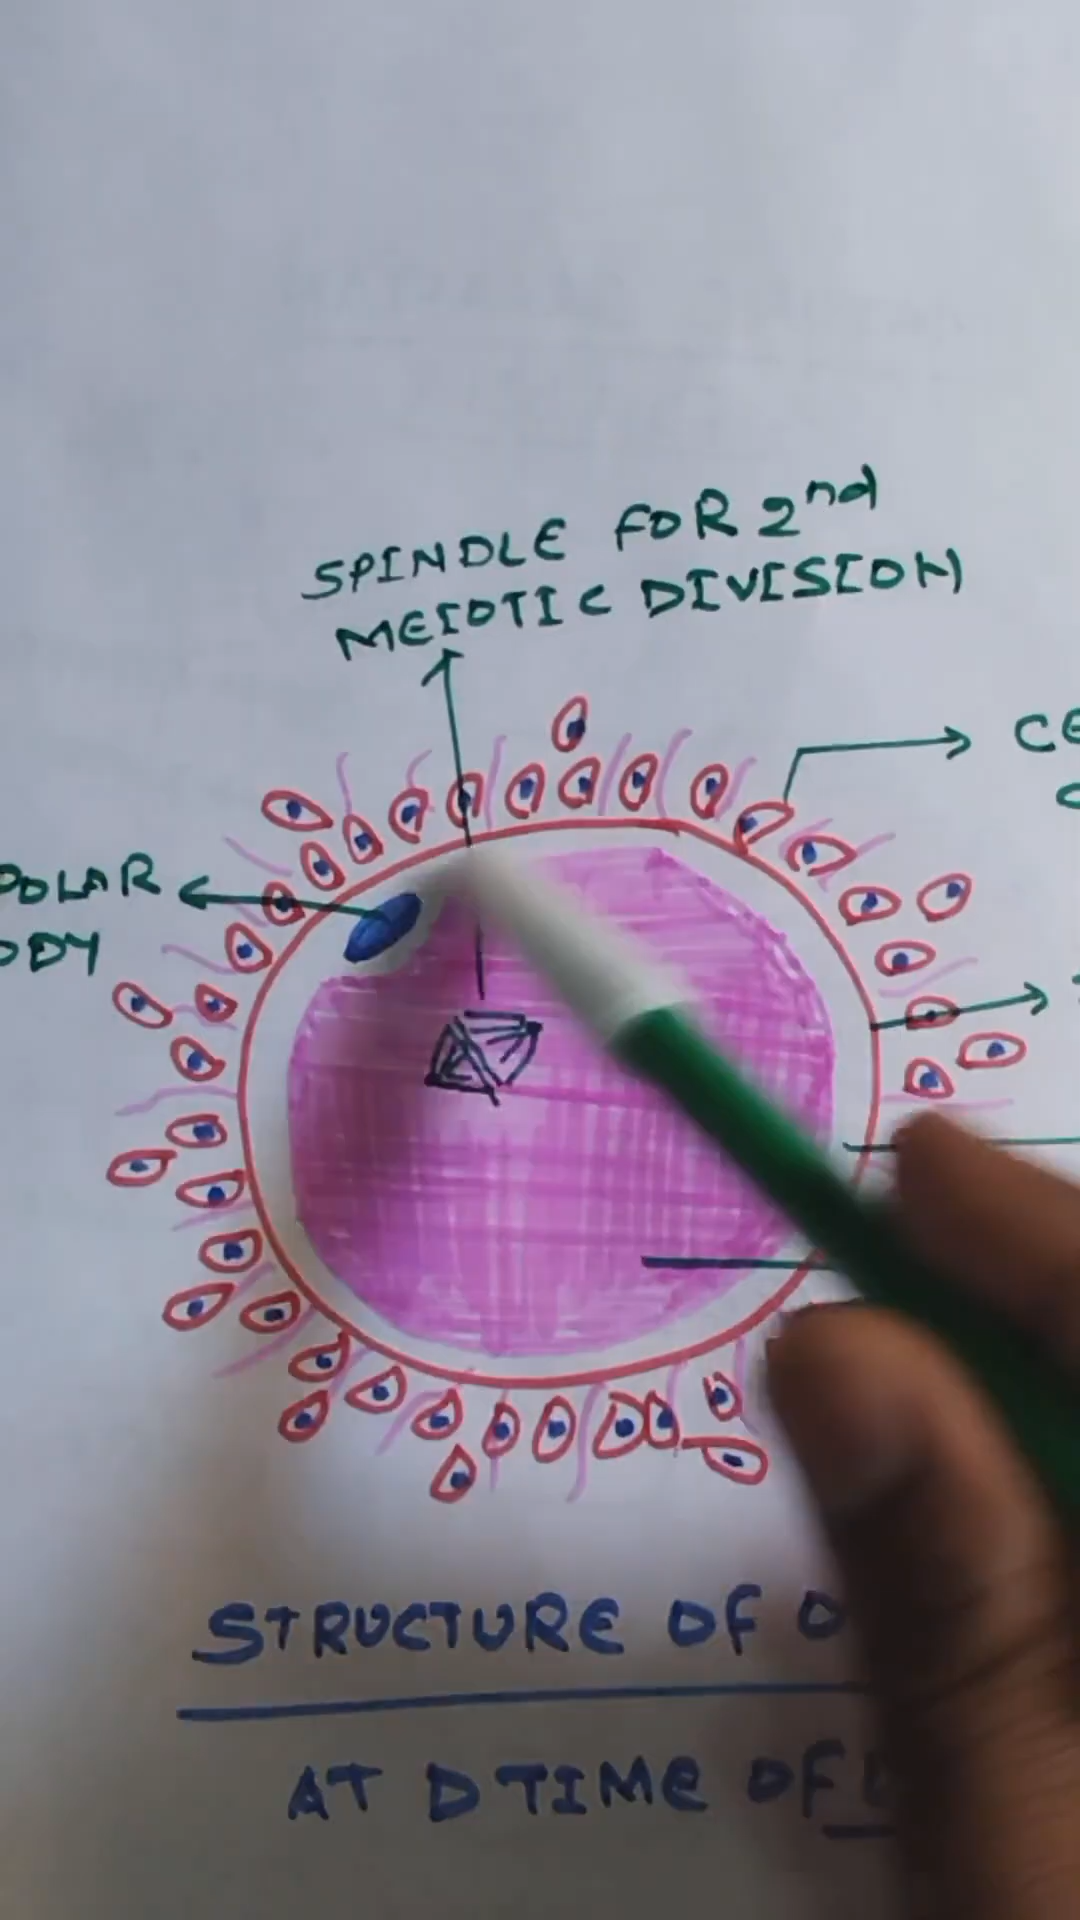 SPINDLE FOR 2nd
MEIOTIC DIVISION
POLAR
STRUCTURE OF
AT D TIME OF